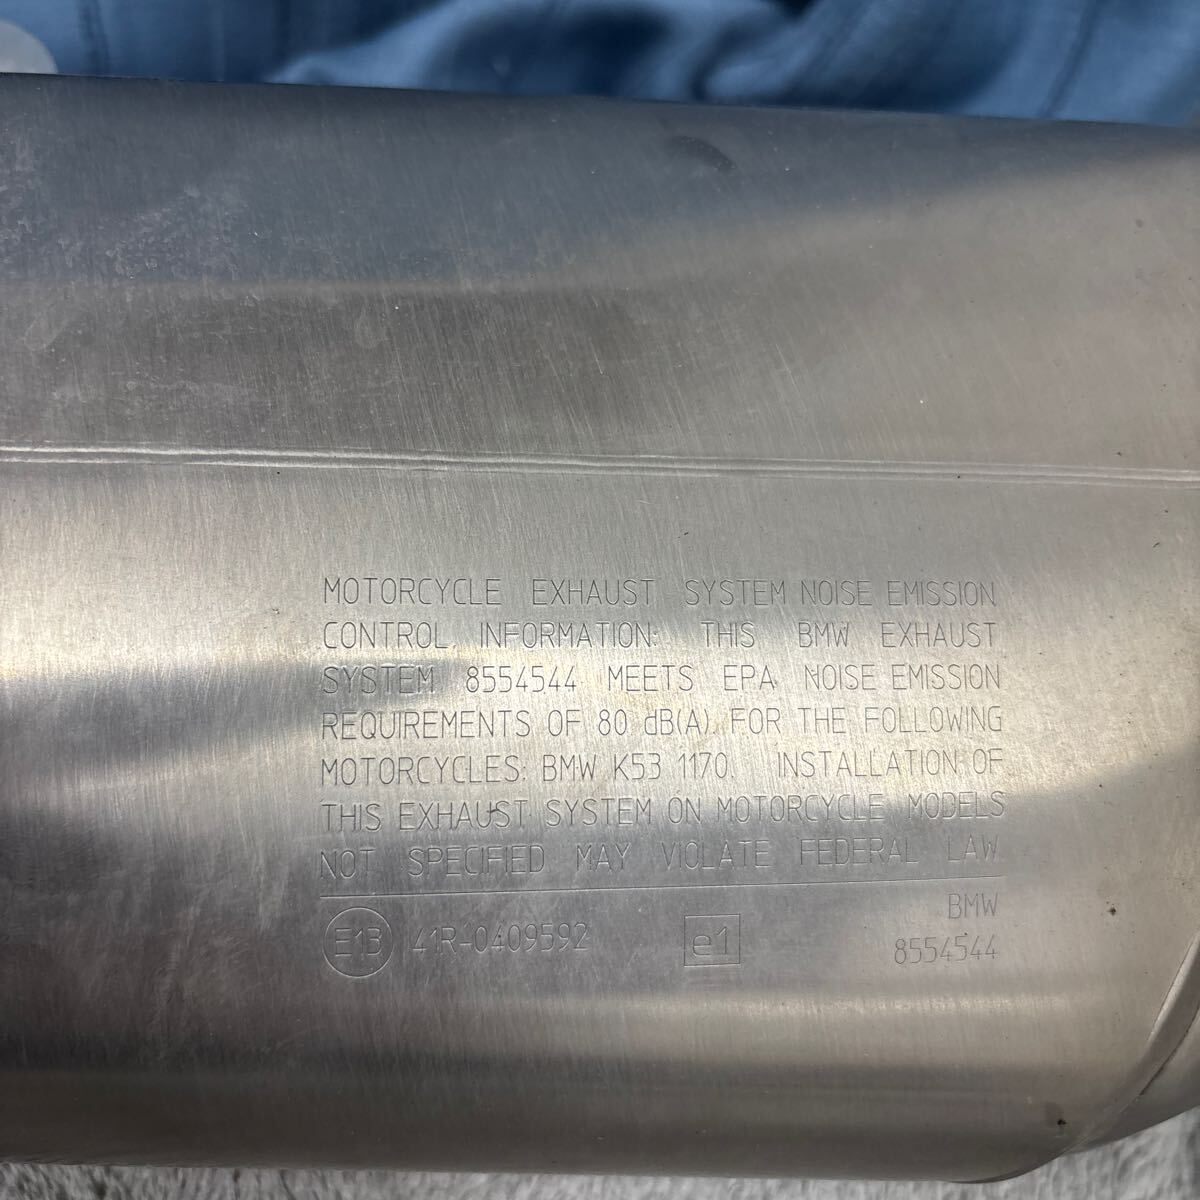 MOTORCYCLE EXHAUST SYSTEM NOISE EMISSION
CONTROL INFORMATION: THIS BMW EXHAUST
SYSTEM 8554544 MEETS EPA NOISE EMISSION
REQUIREMENTS OF 80 dB(A) FOR THE FOLLOWING
MOTORCYCLES: BMW K53 1170. INSTALLATION OF
THIS EXHAUST SYSTEM ON MOTORCYCLE MODELS
NOT SPECIFIED MAY VIOLATE FEDERAL LAW
E13 41R-0409592 e1 BMW
8554544